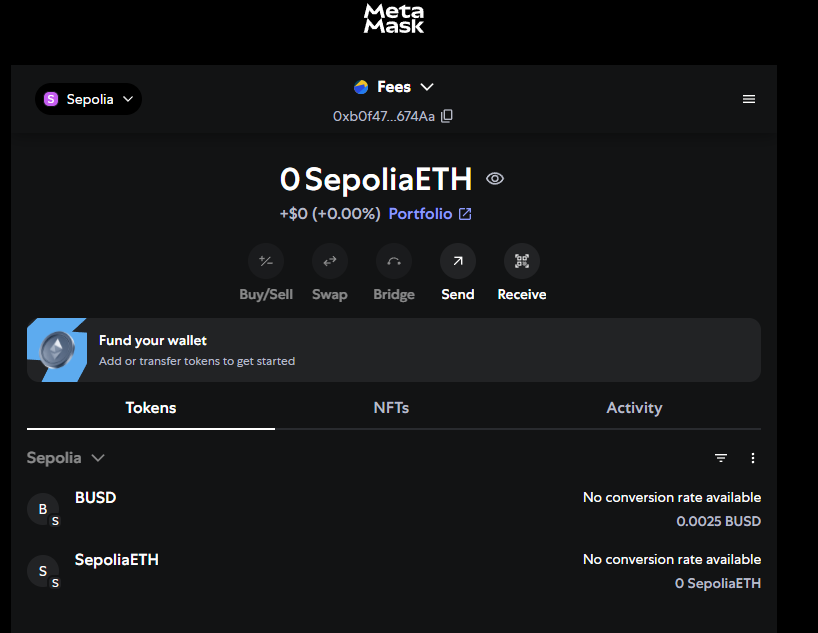 Meta
Mask
S Sepolia
Fees
0xb0f47...674Aa
0 SepoliaETH
+$0 (+0.00%) Portfolio
Buy/Sell Swap Bridge Send Receive
Fund your wallet
Add or transfer tokens to get started
Tokens NFTs Activity
Sepolia
B S BUSD No conversion rate available
0.0025 BUSD
S S SepoliaETH No conversion rate available
0 SepoliaETH